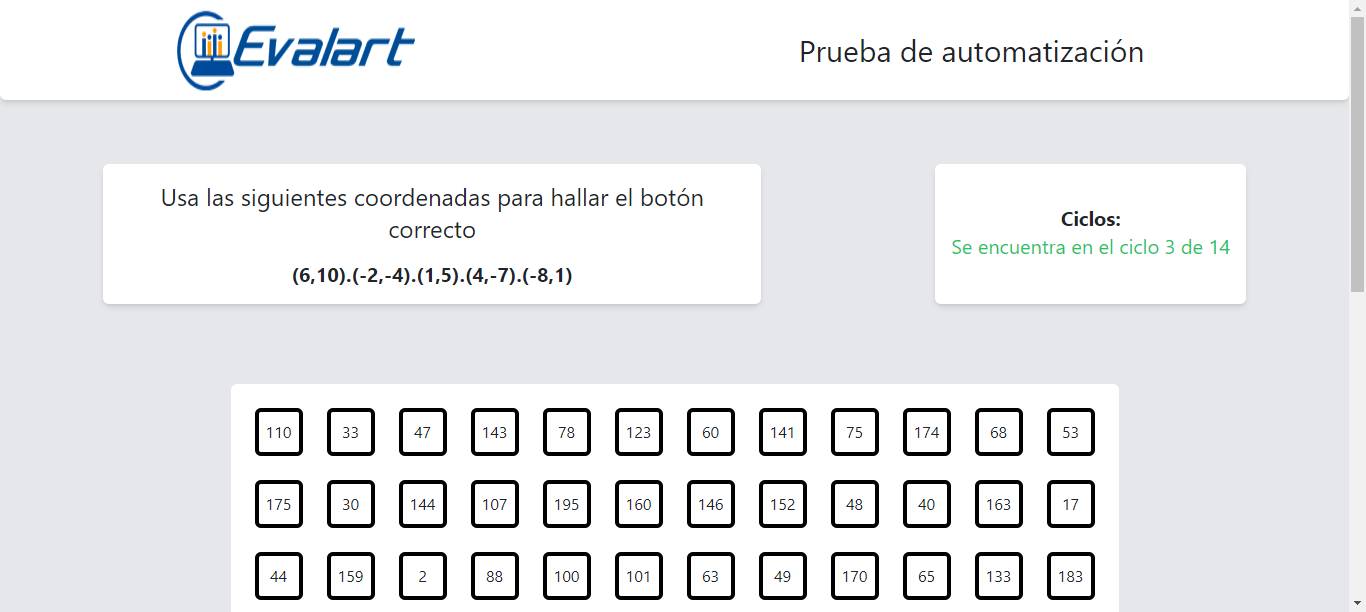 Evalart
Prueba de automatización
Usa las siguientes coordenadas para hallar el botón
correcto
(6,10).(-2,-4).(1,5).(4,-7).(-8,1)
Ciclos:
Se encuentra en el ciclo 3 de 14
110 33 47 143 78 123 60 141 75 174 68 53
175 30 144 107 195 160 146 152 48 40 163 17
44 159 2 88 100 101 63 49 170 65 133 183